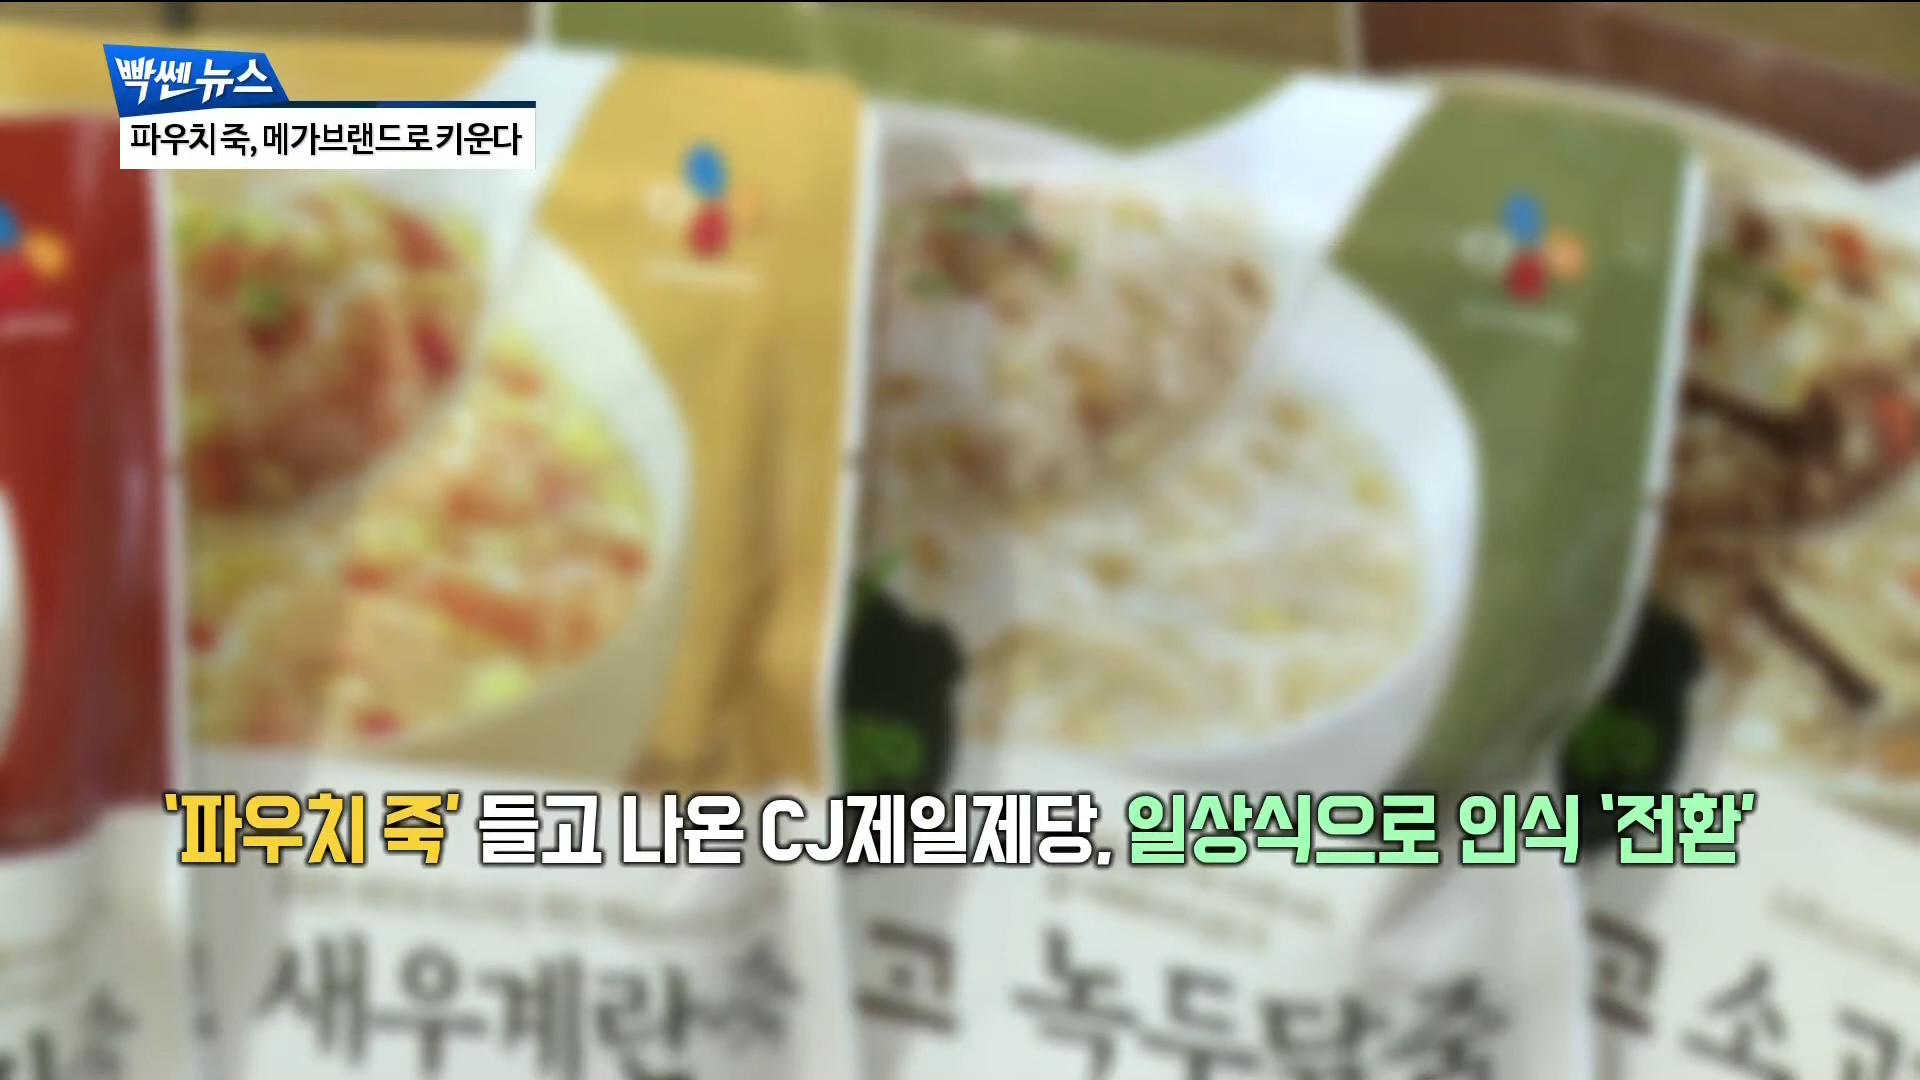 빡쎈뉴스
파우치 죽, 메가브랜드로 키운다
'파우치 죽' 들고 나온 CJ제일제당, 일상식으로 인식 '전환'
새우계란죽
녹두닭죽